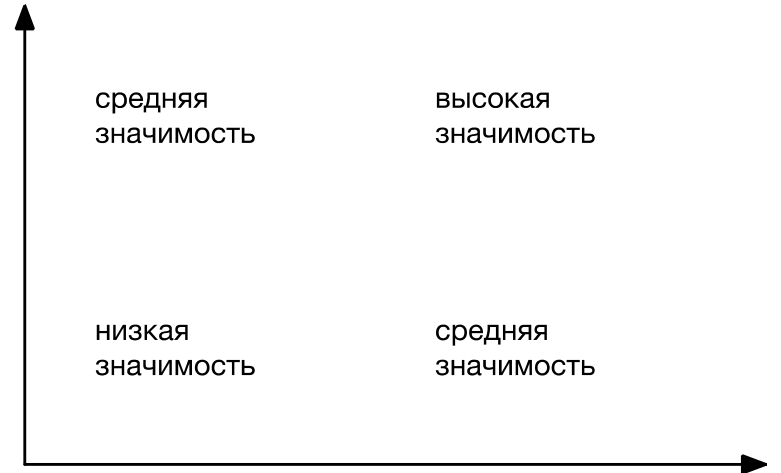 средняя
значимость
высокая
значимость
низкая
значимость
средняя
значимость